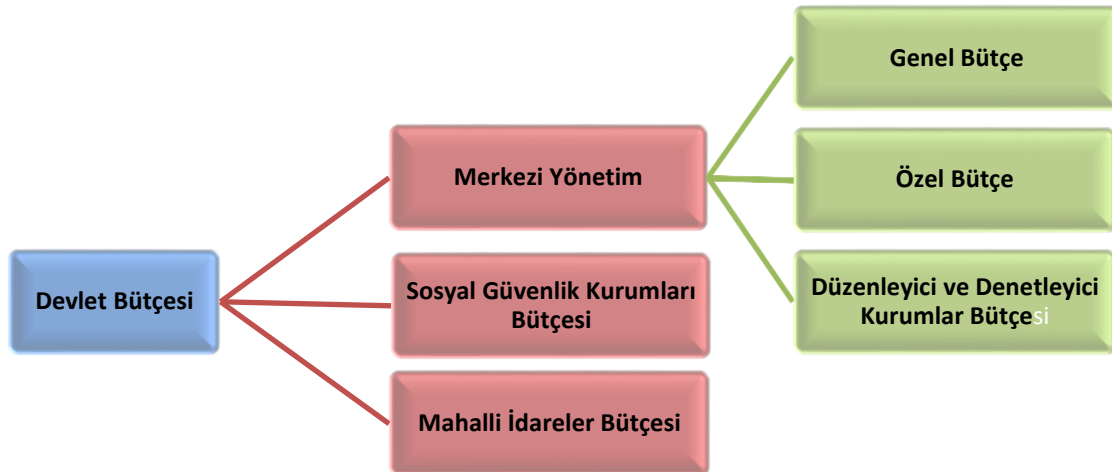 Devlet Bütçesi
Merkezi Yönetim
Sosyal Güvenlik Kurumları
Bütçesi
Mahalli İdareler Bütçesi
Genel Bütçe
Özel Bütçe
Düzenleyici ve Denetleyici
Kurumlar Bütçesi